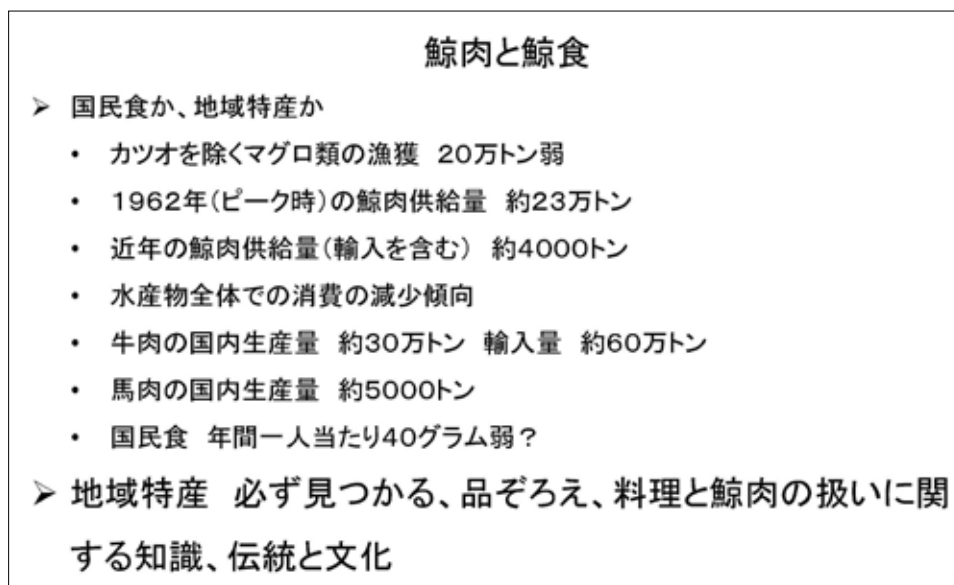 鯨肉と鯨食
➢ 国民食か、地域特産か
• カツオを除くマグロ類の漁獲　20万トン弱
• 1962年(ピーク時)の鯨肉供給量　約23万トン
• 近年の鯨肉供給量(輸入を含む)　約4000トン
• 水産物全体での消費の減少傾向
• 牛肉の国内生産量　約30万トン　輸入量　約60万トン
• 馬肉の国内生産量　約5000トン
• 国民食　年間一人当たり40グラム弱？
➢ 地域特産　必ず見つかる、品ぞろえ、料理と鯨肉の扱いに関
する知識、伝統と文化